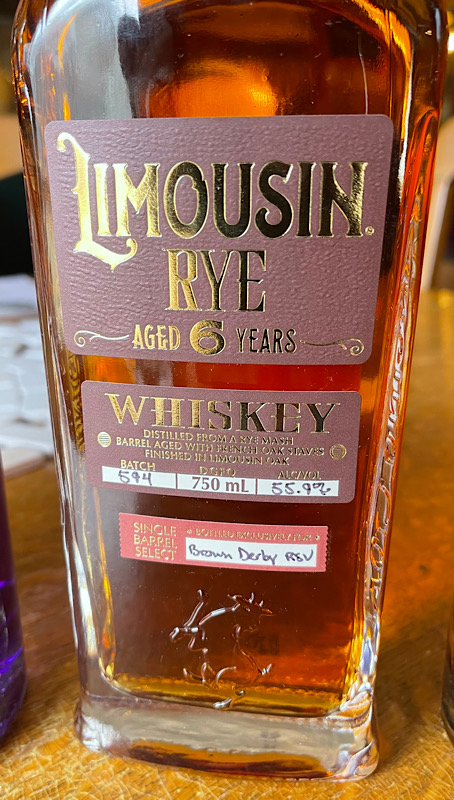 LIMOUSIN
RYE
AGED 6 YEARS
WHISKEY
DISTILLED FROM A RYE MASH
BARREL AGED WITH FRENCH OAK STAVES
FINISHED IN LIMOUSIN OAK
BATCH D.G.F.O. ALC/VOL
594 750 mL 55.9%
SINGLE BARREL SELECT
BOTTLED EXCLUSIVELY FOR
Brown Derby RSV